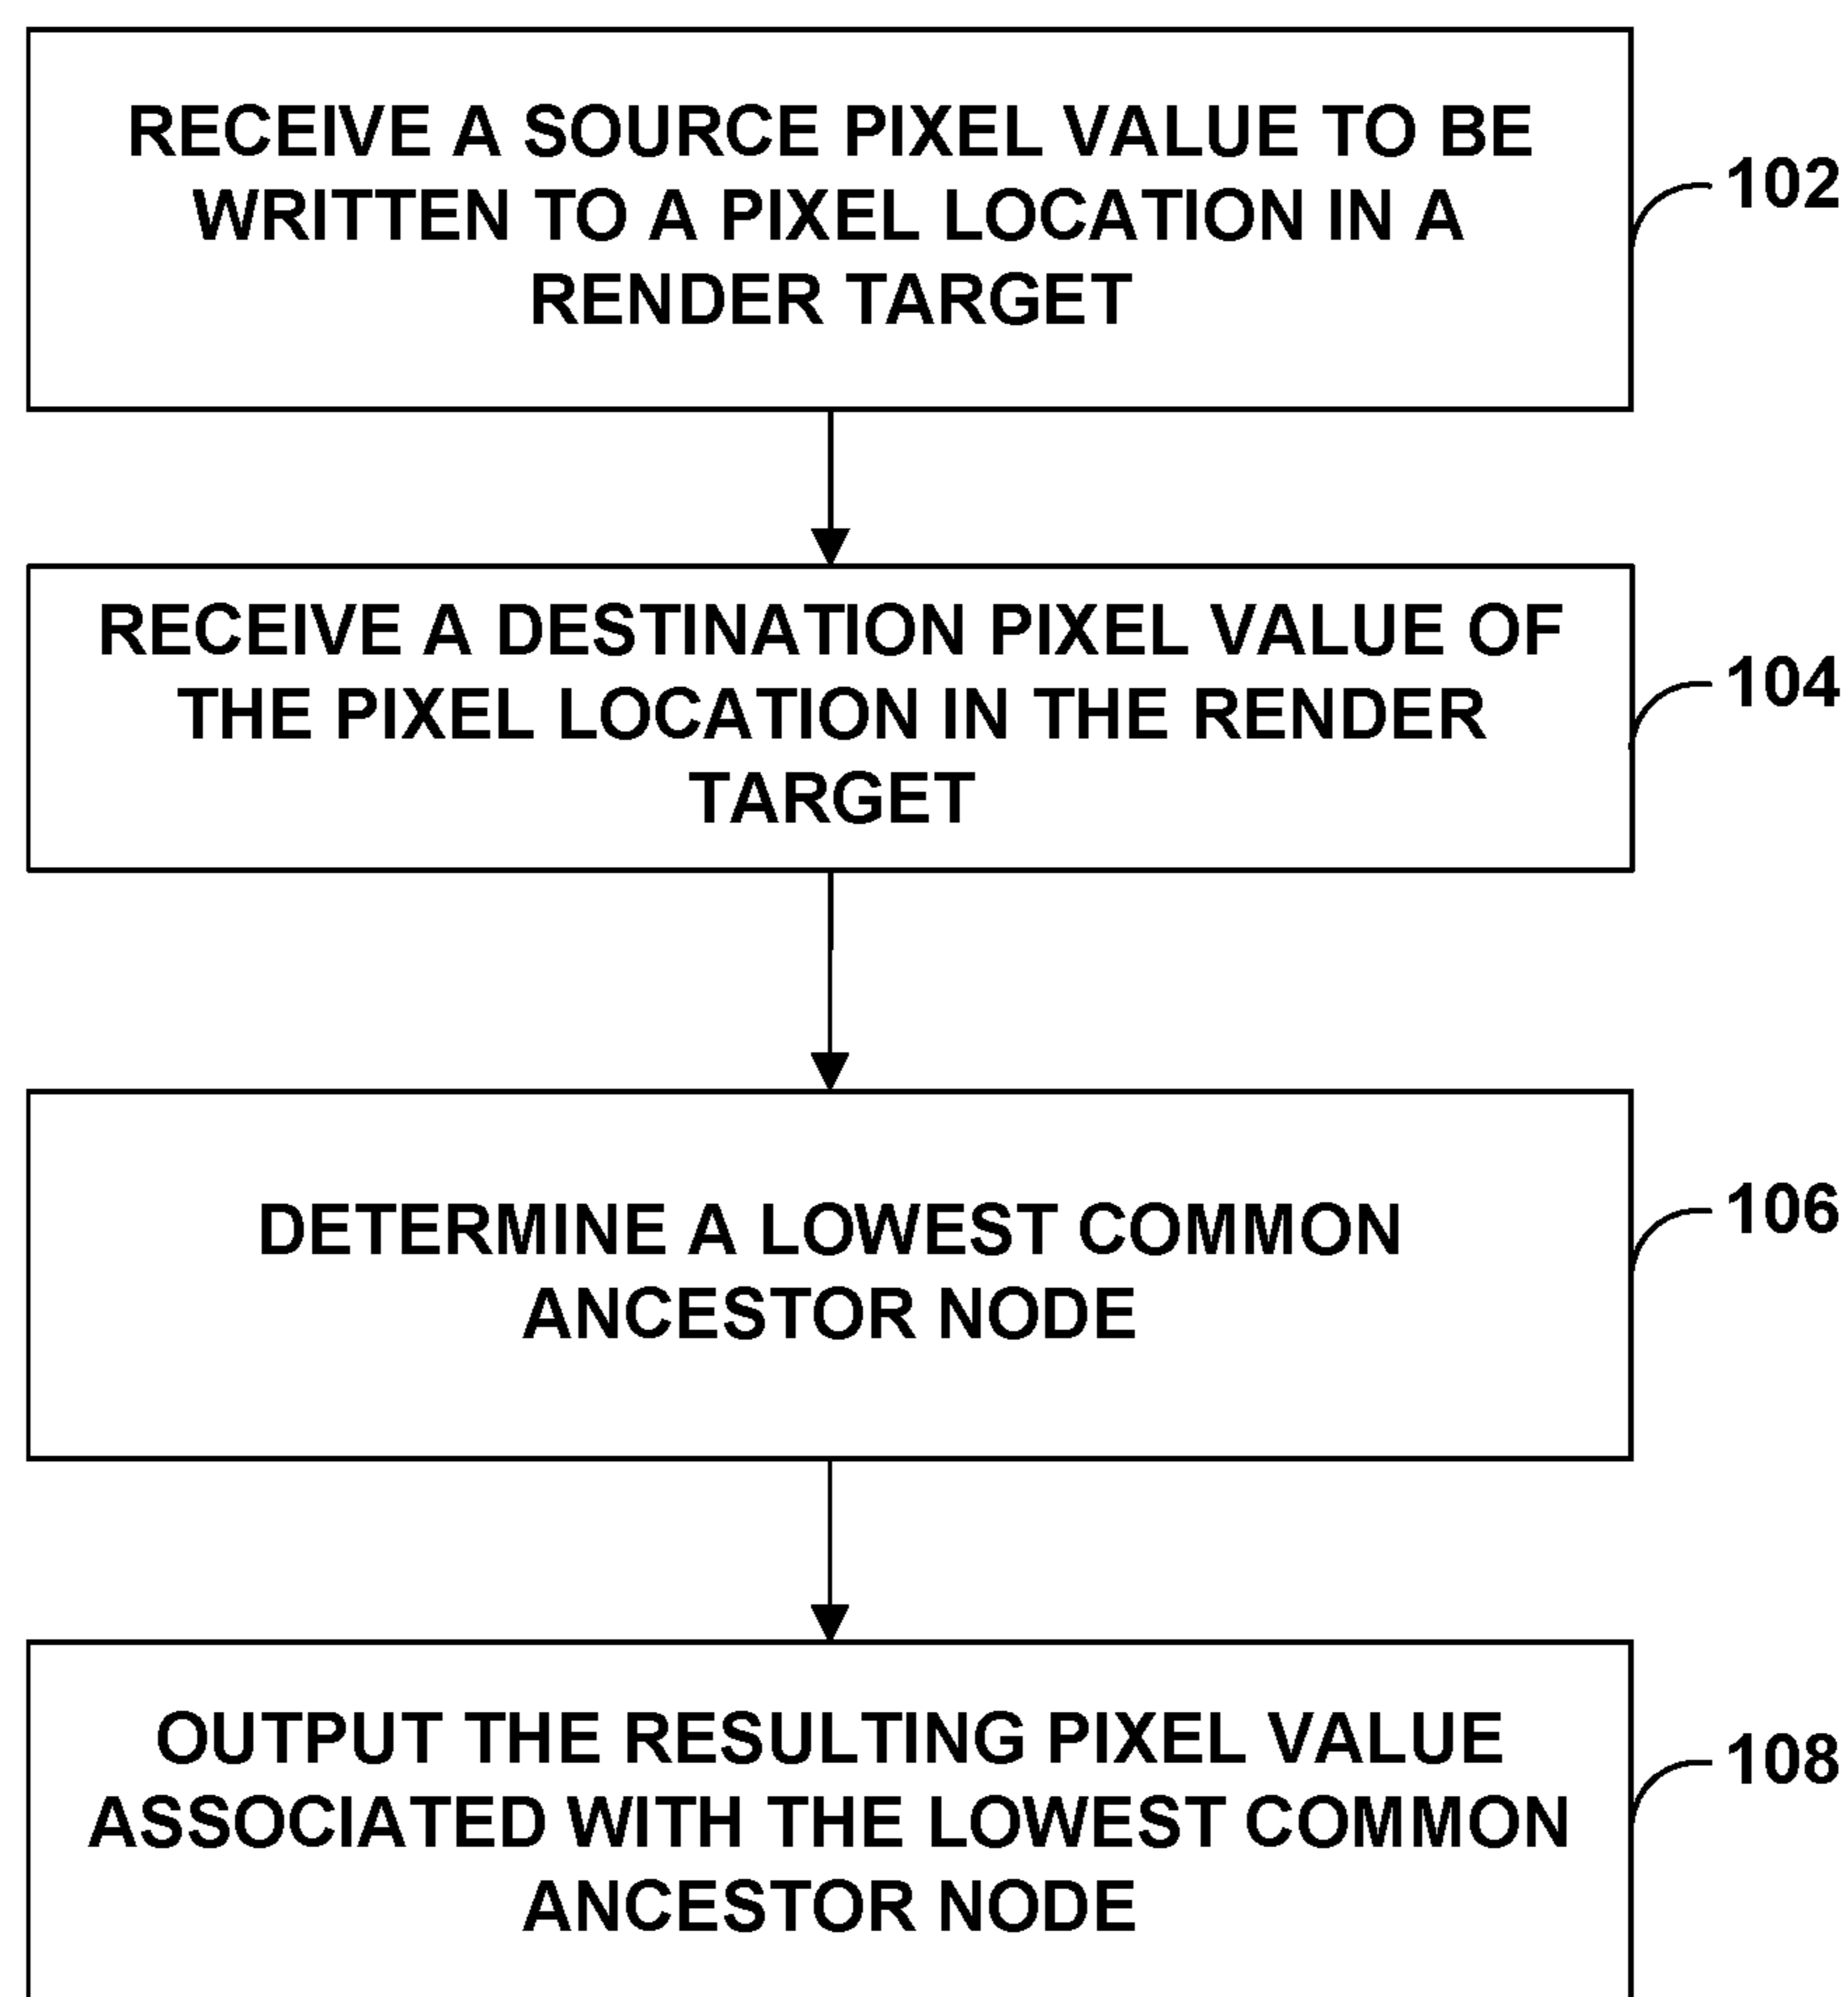 RECEIVE A SOURCE PIXEL VALUE TO BE
WRITTEN TO A PIXEL LOCATION IN A
RENDER TARGET
102
RECEIVE A DESTINATION PIXEL VALUE OF
THE PIXEL LOCATION IN THE RENDER
TARGET
104
DETERMINE A LOWEST COMMON
ANCESTOR NODE
106
OUTPUT THE RESULTING PIXEL VALUE
ASSOCIATED WITH THE LOWEST COMMON
ANCESTOR NODE
108